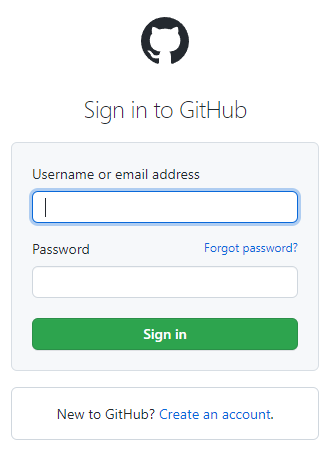 Sign in to GitHub
Username or email address
Password Forgot password?
Sign in
New to GitHub? Create an account.